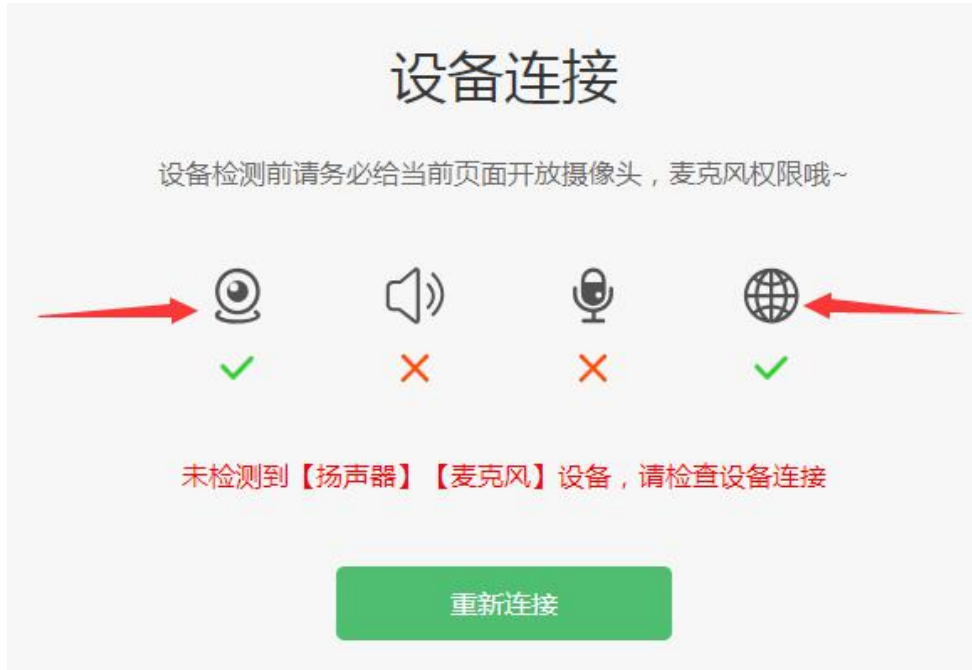 设备连接
设备检测前请务必给当前页面开放摄像头，麦克风权限哦~
未检测到【扬声器】【麦克风】设备，请检查设备连接
重新连接